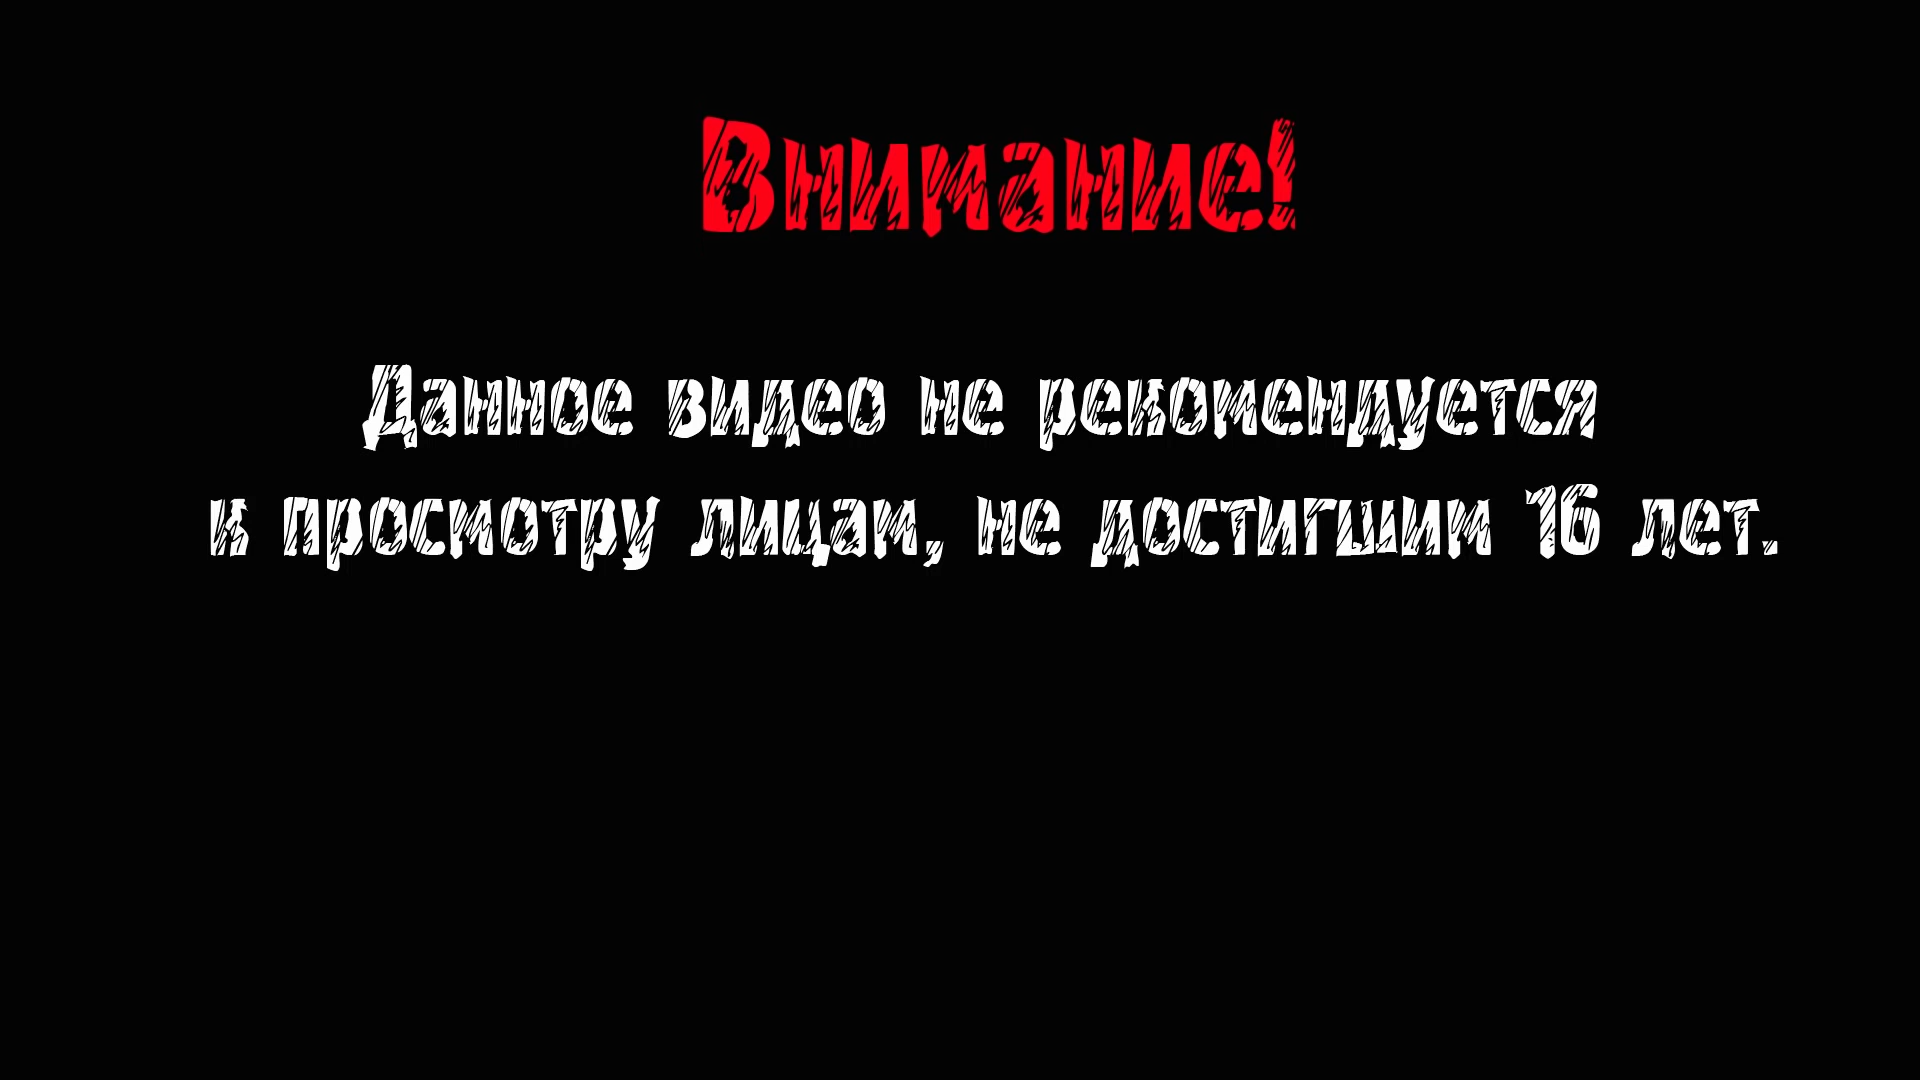 Внимание!
Данное видео не рекомендуется
к просмотру лицам, не достигшим 16 лет.